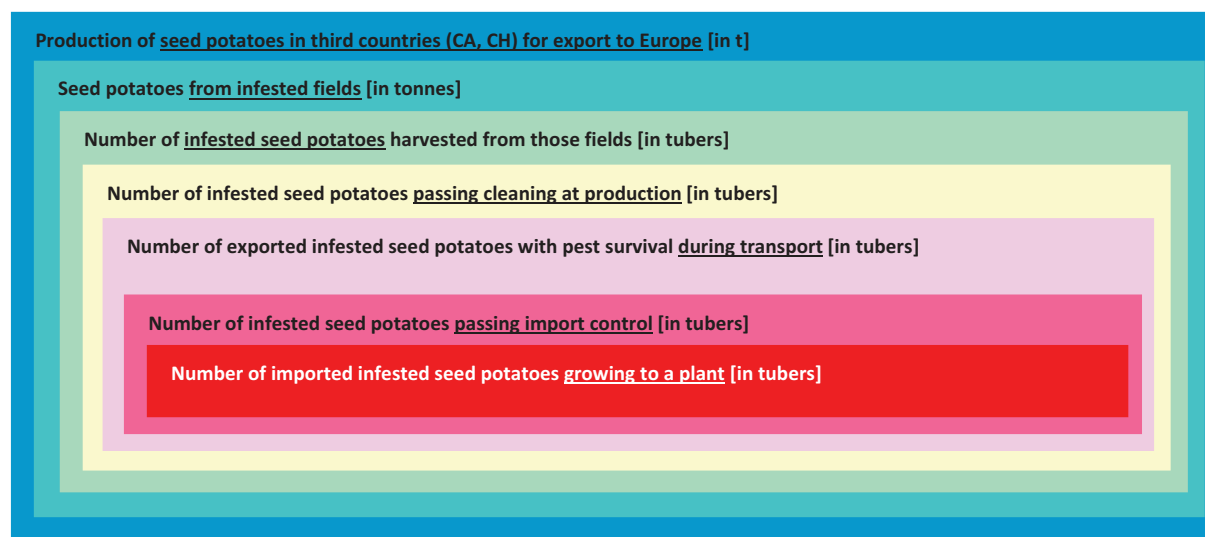 Production of seed potatoes in third countries (CA, CH) for export to Europe [in t]
Seed potatoes from infested fields [in tonnes]
Number of infested seed potatoes harvested from those fields [in tubers]
Number of infested seed potatoes passing cleaning at production [in tubers]
Number of exported infested seed potatoes with pest survival during transport [in tubers]
Number of infested seed potatoes passing import control [in tubers]
Number of imported infested seed potatoes growing to a plant [in tubers]